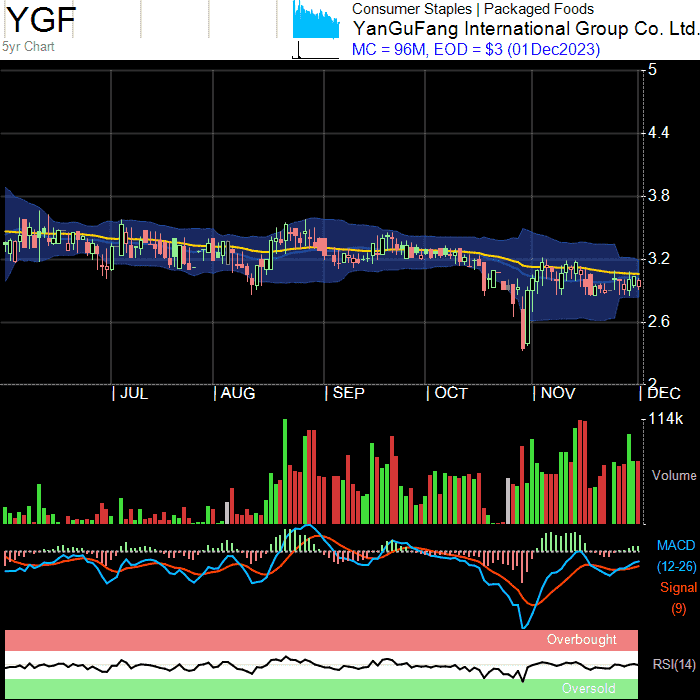 YGF
5yr Chart
Consumer Staples | Packaged Foods
YanGuFang International Group Co. Ltd.
MC = 96M, EOD = $3 (01Dec2023)
5
4.4
3.8
3.2
2.6
2
JUL
AUG
SEP
OCT
NOV
DEC
114k
Volume
MACD
(12-26)
Signal
(9)
Overbought
RSI(14)
Oversold